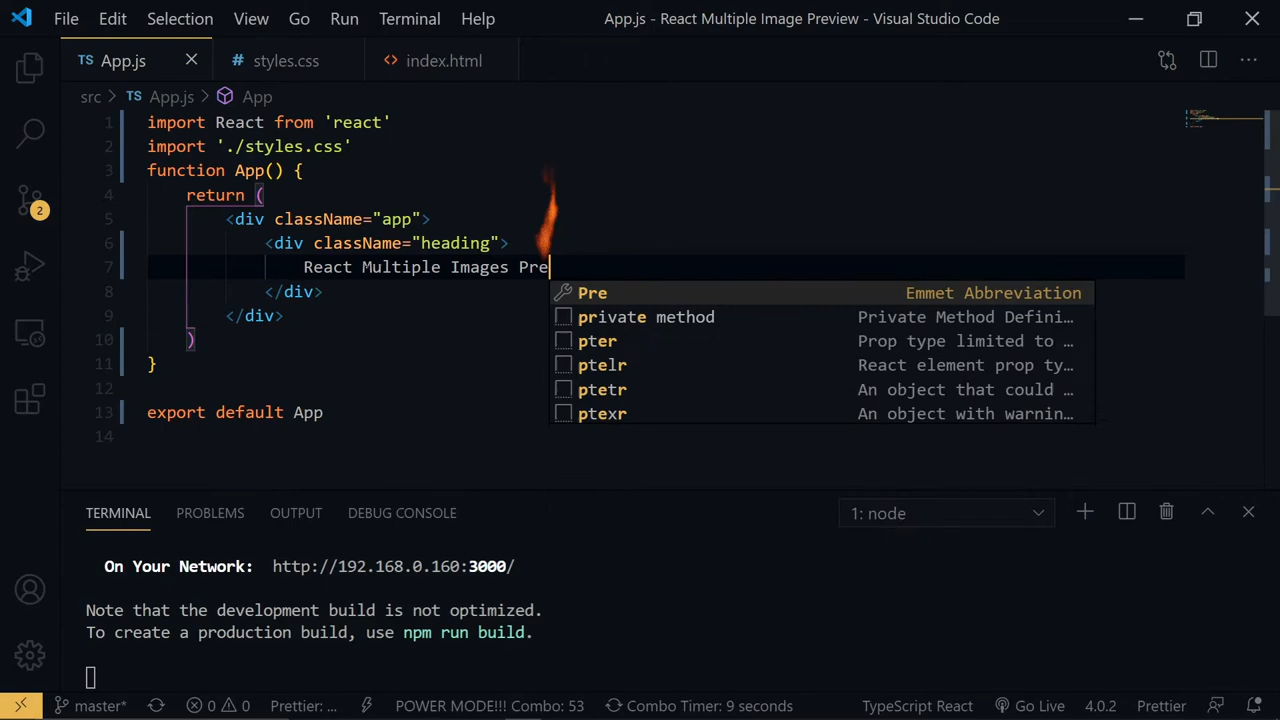 File Edit Selection View Go Run Terminal Help App.js - React Multiple Image Preview - Visual Studio Code
TS App.js # styles.css <> index.html
src > TS App.js > App
1 import React from 'react'
2 import './styles.css'
3 function App() {
4 return (
5 <div className="app">
6 <div className="heading">
7 React Multiple Images Pre
8 </div>
9 </div>
10 )
11 }
12
13 export default App
14
Pre Emmet Abbreviation
private method Private Method Defini…
pter Prop type limited to …
ptelr React element prop ty…
ptetr An object that could …
ptexr An object with warnin…
2
TERMINAL PROBLEMS OUTPUT DEBUG CONSOLE 1: node
On Your Network: http://192.168.0.160:3000/
Note that the development build is not optimized.
To create a production build, use npm run build.
master* 0 0 Prettier: ... POWER MODE!!! Combo: 53 Combo Timer: 9 seconds TypeScript React Go Live 4.0.2 Prettier